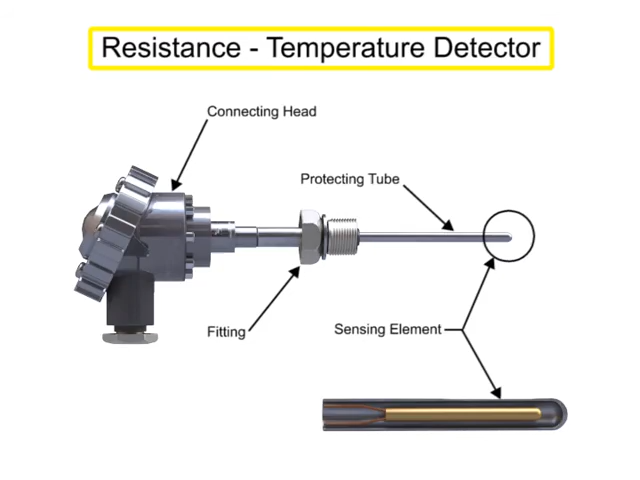 Resistance - Temperature Detector
Connecting Head
Protecting Tube
Fitting
Sensing Element